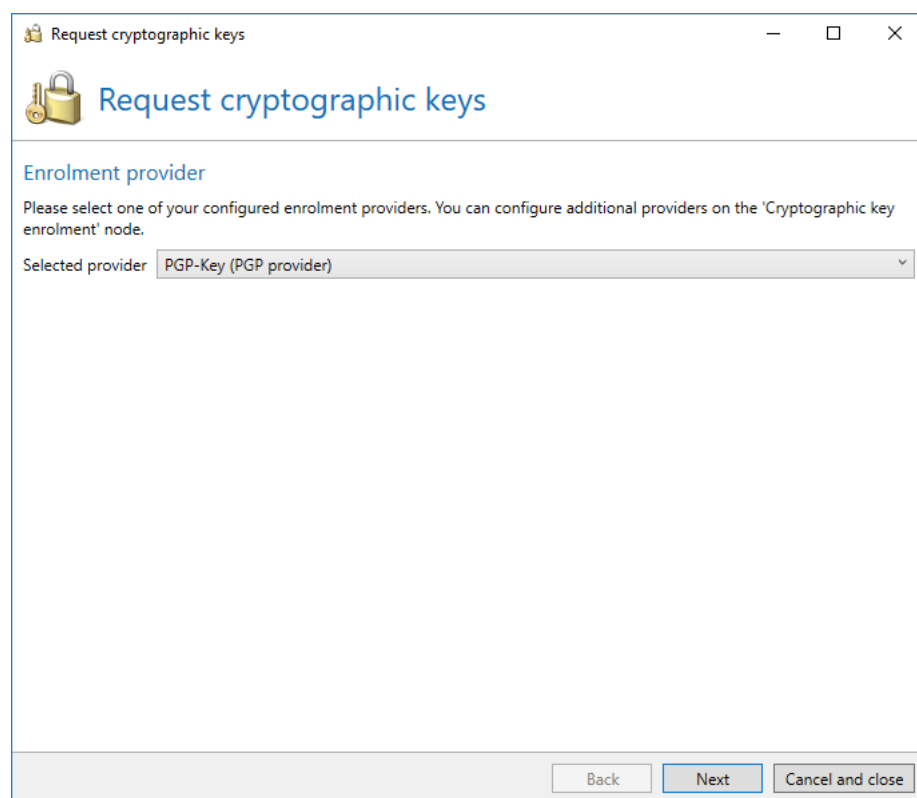 Request cryptographic keys
Request cryptographic keys
Enrolment provider
Please select one of your configured enrolment providers. You can configure additional providers on the 'Cryptographic key
enrolment' node.
Selected provider PGP-Key (PGP provider)
Back Next Cancel and close